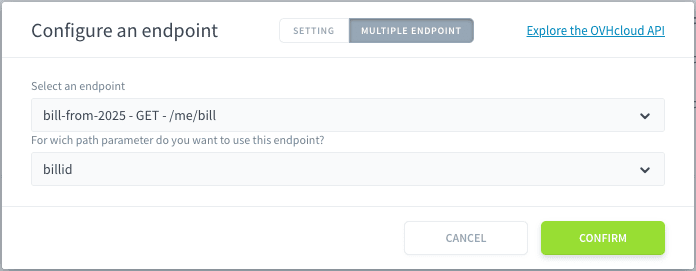 Configure an endpoint
SETTING
MULTIPLE ENDPOINT
Explore the OVHcloud API
Select an endpoint
bill-from-2025 - GET - /me/bill
For wich path parameter do you want to use this endpoint?
billid
CANCEL
CONFIRM